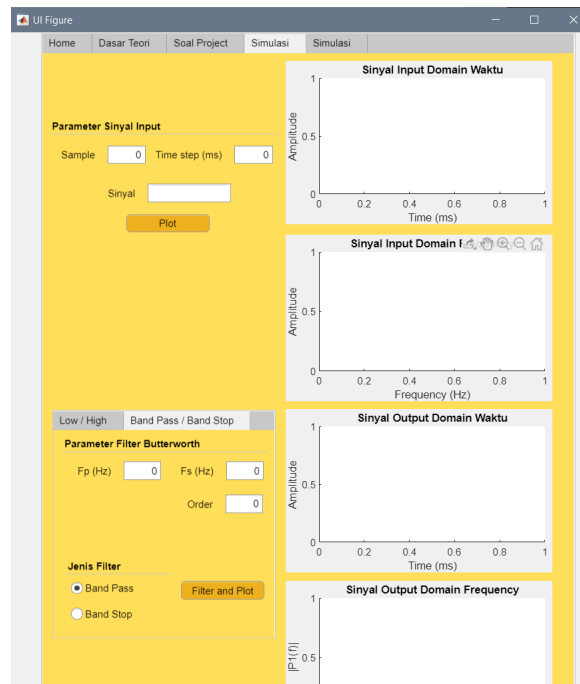 UI Figure
Home Dasar Teori Soal Project Simulasi Simulasi
Parameter Sinyal Input
Sample 0 Time step (ms) 0
Sinyal
Plot
Sinyal Input Domain Waktu
Amplitude
1
0.5
0
0 0.2 0.4 0.6 0.8 1
Time (ms)
Sinyal Input Domain
Amplitude
1
0.5
0
0 0.2 0.4 0.6 0.8 1
Frequency (Hz)
Low / High Band Pass / Band Stop
Parameter Filter Butterworth
Fp (Hz) 0 Fs (Hz) 0
Order 0
Jenis Filter
Band Pass
Band Stop
Filter and Plot
Sinyal Output Domain Waktu
Amplitude
1
0.5
0
0 0.2 0.4 0.6 0.8 1
Time (ms)
Sinyal Output Domain Frequency
|P1(f)|
1
0.5